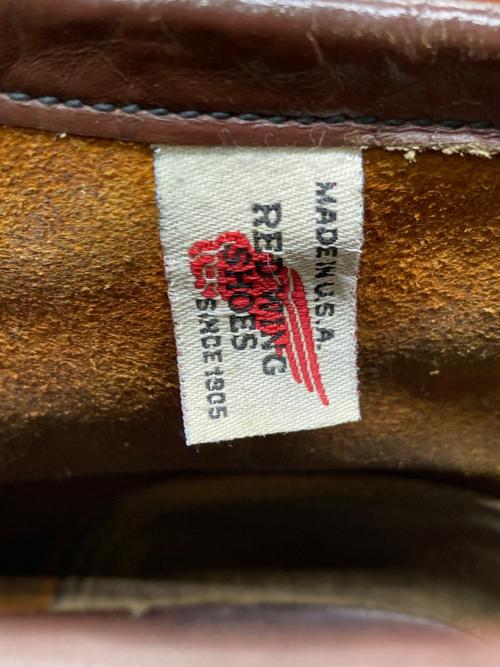 MADE IN U.S.A.
RED WING
SHOES
SINCE 1905